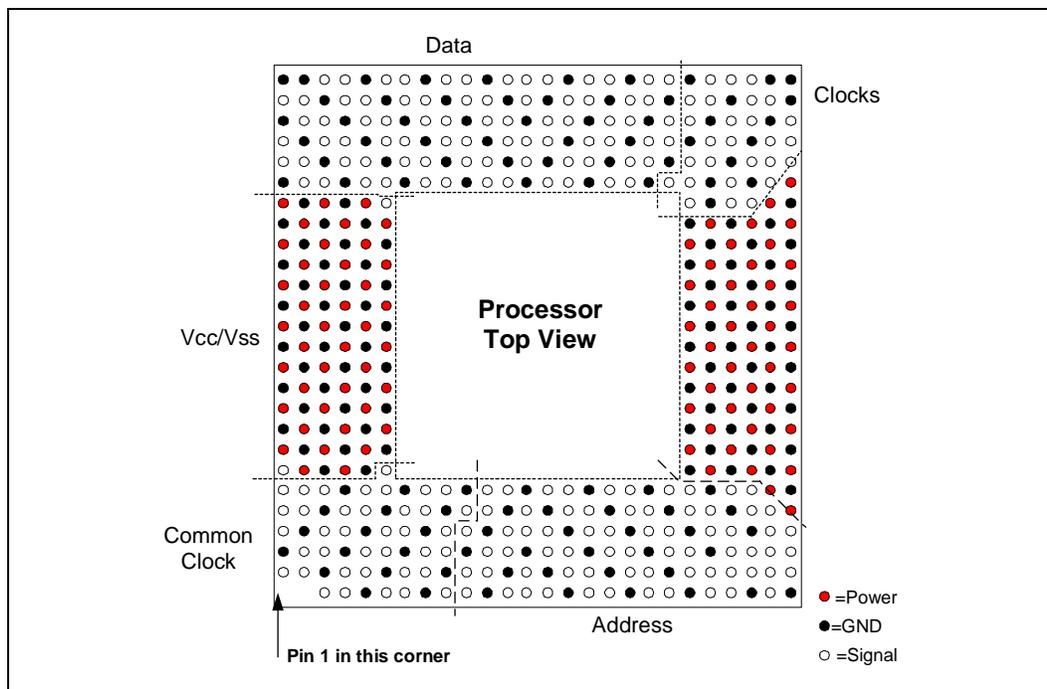 Data
Clocks
Processor
Top View
Vcc/Vss
Common
Clock
Address
=Power
=GND
=Signal
Pin 1 in this corner